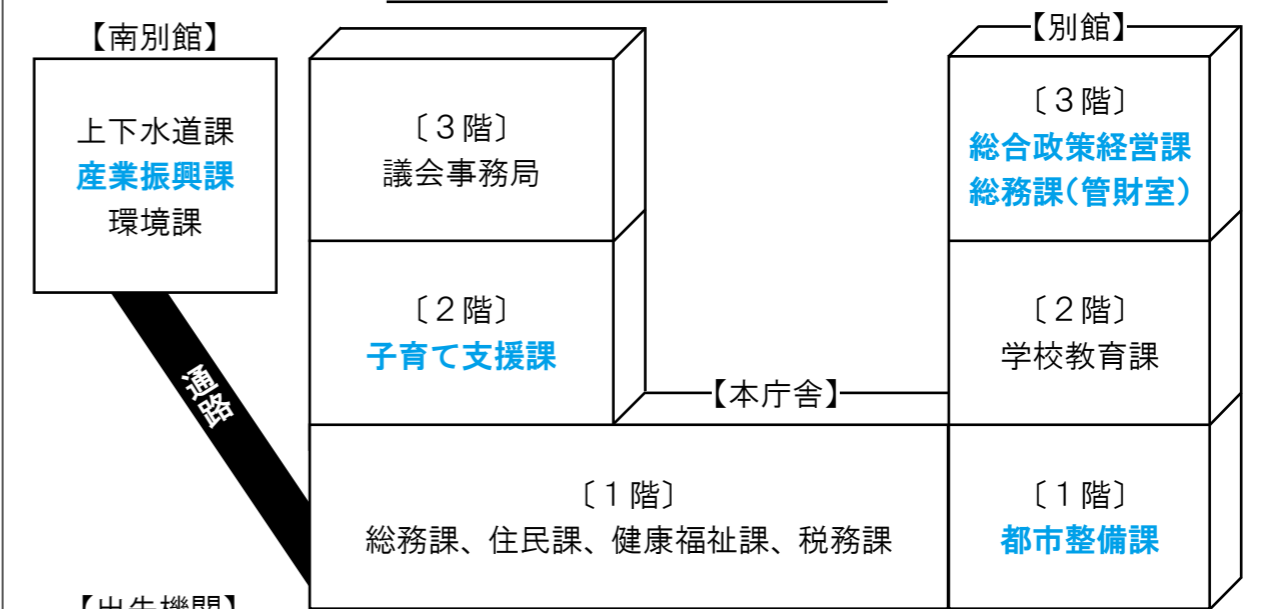 【南別館】
上下水道課
産業振興課
環境課
通路
〔3階〕
議会事務局
〔2階〕
子育て支援課
【本庁舎】
〔1階〕
総務課、住民課、健康福祉課、税務課
【別館】
〔3階〕
総合政策経営課
総務課(管財室)
〔2階〕
学校教育課
〔1階〕
都市整備課
【出先機関】